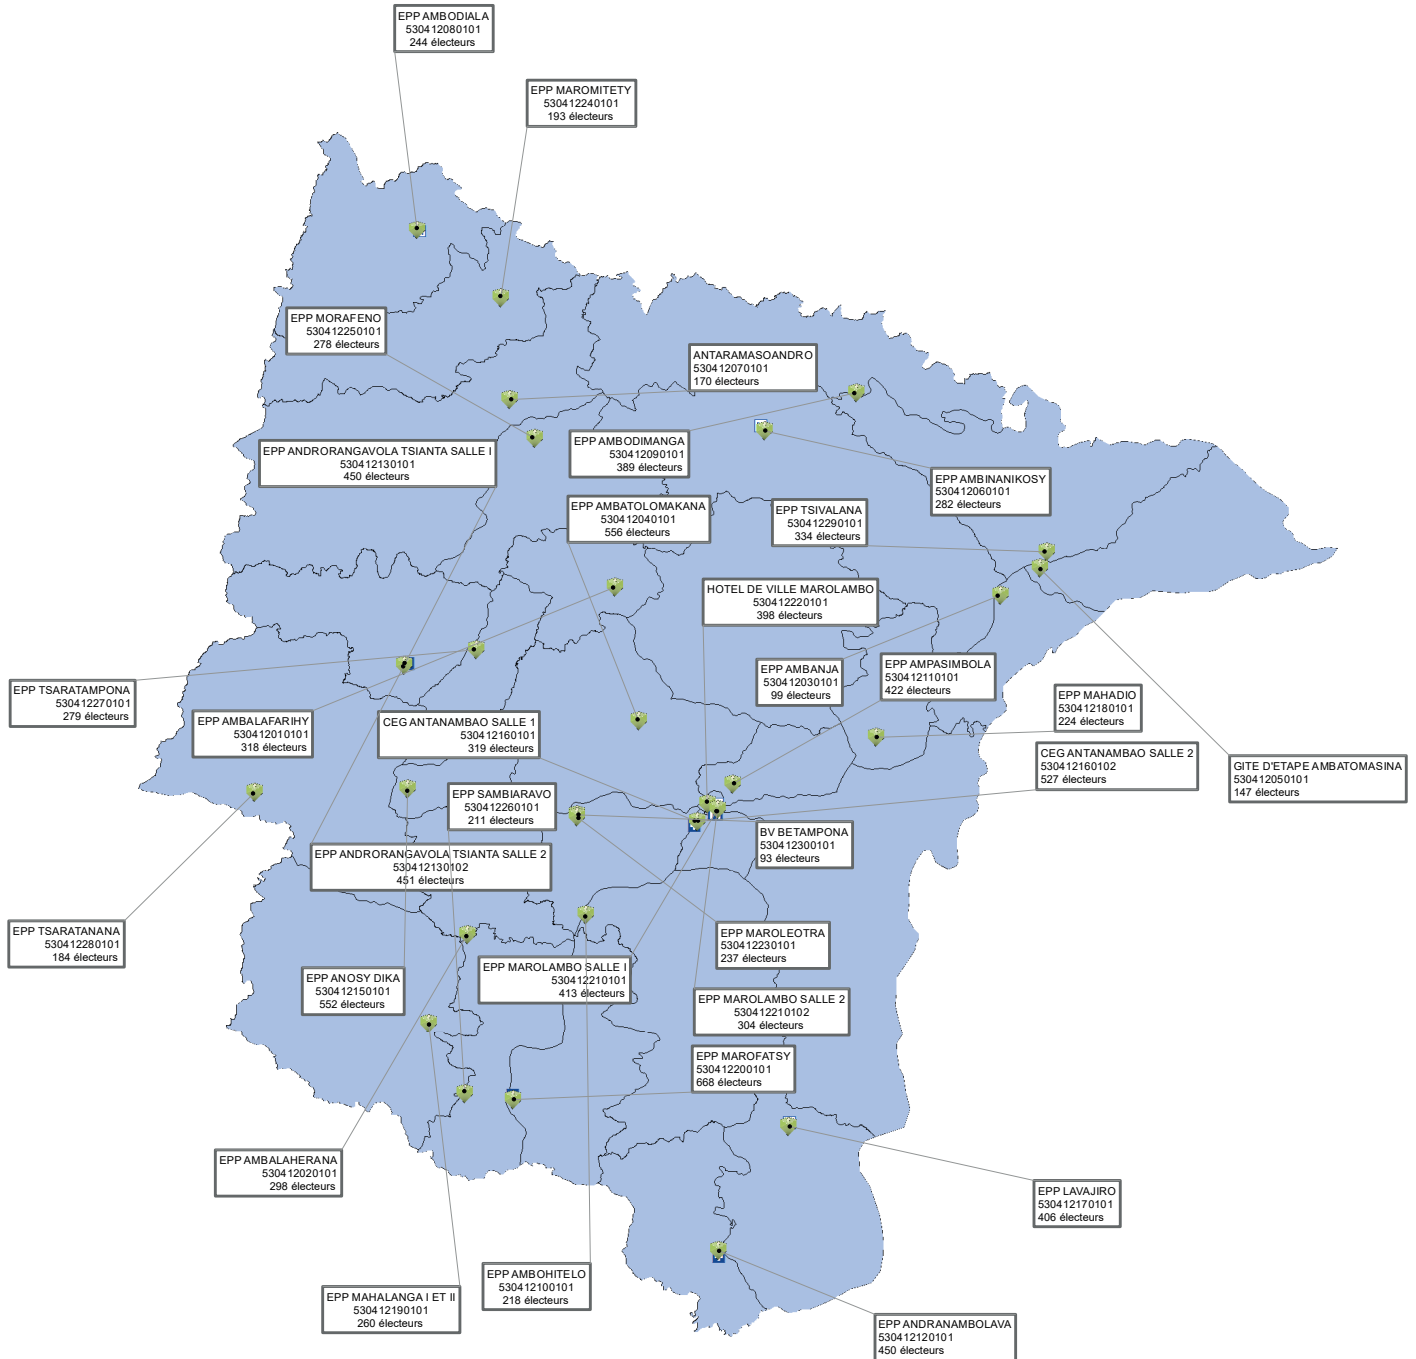 EPP AMBODIALA
530412080101
244 électeurs
EPP MAROMITETY
530412240101
193 électeurs
EPP MORAFENO
530412250101
278 électeurs
ANTARAMASOANDRO
530412070101
170 électeurs
EPP ANDRORANGAVOLA TSIANTA SALLE I
530412130101
450 électeurs
EPP AMBODIMANGA
530412090101
389 électeurs
EPP AMBINANIKOSY
530412060101
282 électeurs
EPP AMBATOLOMAKANA
530412040101
556 électeurs
EPP TSIVALANA
530412290101
334 électeurs
HOTEL DE VILLE MAROLAMBO
530412220101
398 électeurs
EPP AMBANJA
530412030101
99 électeurs
EPP AMPASIMBOLA
530412110101
422 électeurs
EPP TSARATAMPONA
530412270101
279 électeurs
EPP MAHADIO
530412180101
224 électeurs
EPP AMBALAFARIHY
530412010101
318 électeurs
CEG ANTANAMBAO SALLE 1
530412160101
319 électeurs
CEG ANTANAMBAO SALLE 2
530412160102
527 électeurs
GITE D'ETAPE AMBATOMASINA
530412050101
147 électeurs
EPP SAMBIARAVO
530412260101
211 électeurs
BV BETAMPONA
530412300101
93 électeurs
EPP ANDRORANGAVOLA TSIANTA SALLE 2
530412130102
451 électeurs
EPP TSARATANANA
530412280101
184 électeurs
EPP MAROLEOTRA
530412230101
237 électeurs
EPP ANOSY DIKA
530412150101
552 électeurs
EPP MAROLAMBO SALLE I
530412210101
413 électeurs
EPP MAROLAMBO SALLE 2
530412210102
304 électeurs
EPP MAROFATSY
530412200101
668 électeurs
EPP AMBALAHERANA
530412020101
298 électeurs
EPP LAVAJIRO
530412170101
406 électeurs
EPP AMBOHITELO
530412100101
218 électeurs
EPP MAHALANGA I ET II
530412190101
260 électeurs
EPP ANDRANAMBOLAVA
530412120101
450 électeurs